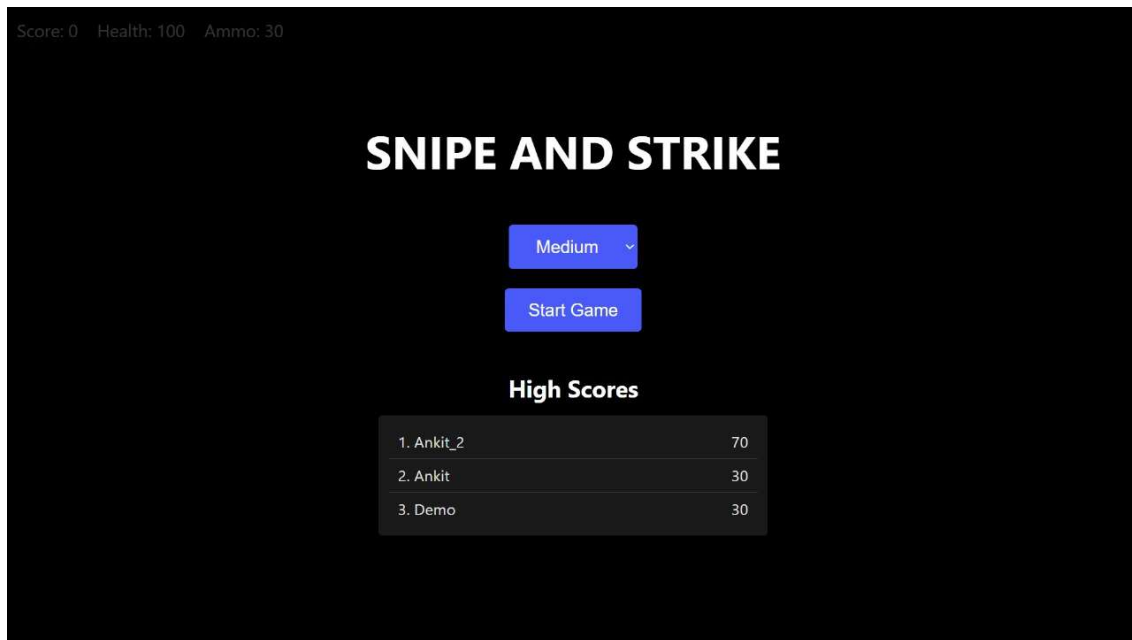 Score: 0 Health: 100 Ammo: 30
SNIPE AND STRIKE
Medium
Start Game
High Scores
1. Ankit_2 70
2. Ankit 30
3. Demo 30